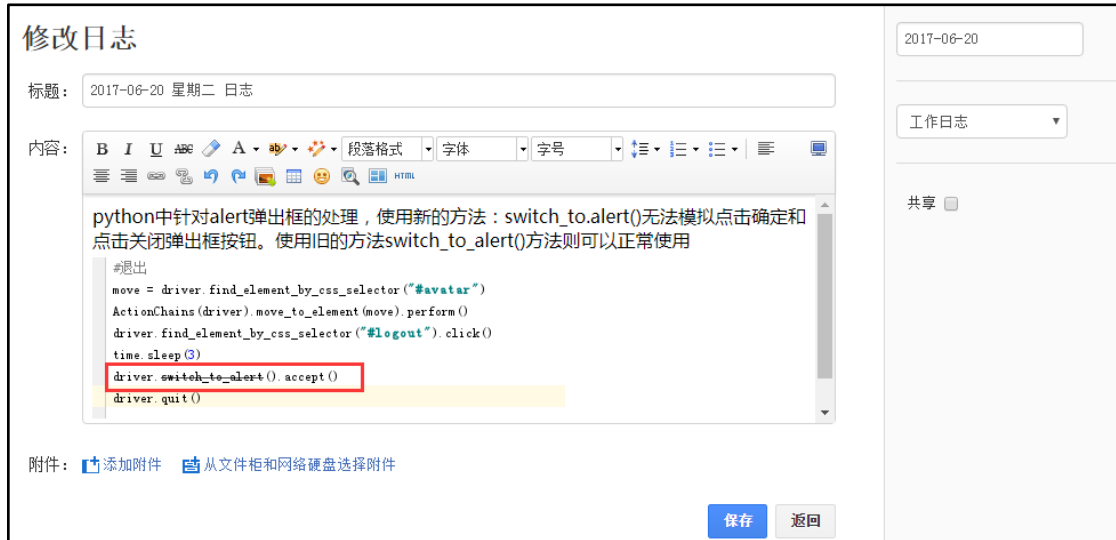 修改日志
2017-06-20
标题：
2017-06-20 星期二 日志
工作日志
内容：
B I U ABC A ab 段落格式 字体 字号
HTML
共享
python中针对alert弹出框的处理，使用新的方法：switch_to.alert()无法模拟点击确定和
点击关闭弹出框按钮。使用旧的方法switch_to_alert()方法则可以正常使用
#退出
move = driver.find_element_by_css_selector("#avatar")
ActionChains(driver).move_to_element(move).perform()
driver.find_element_by_css_selector("#logout").click()
time.sleep(3)
driver.switch_to_alert().accept()
driver.quit()
附件：添加附件 从文件柜和网络硬盘选择附件
保存 返回